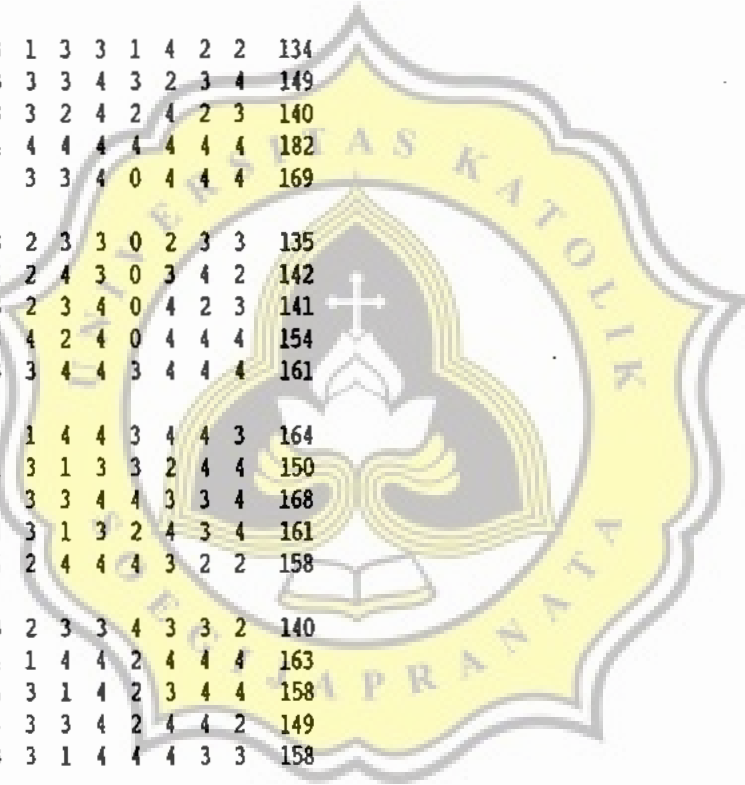 1 3 3 1 4 2 2 134
3 3 4 3 2 3 4 149
3 2 4 2 4 2 3 140
4 4 4 4 4 4 4 182
3 3 4 0 4 4 4 169
2 3 3 0 2 3 3 135
2 4 3 0 3 4 2 142
2 3 4 0 4 2 3 141
4 2 4 0 4 4 4 154
3 4 4 3 4 4 4 161
1 4 4 3 4 4 3 164
3 1 3 3 2 4 4 150
3 3 4 4 3 3 4 168
3 1 3 2 4 3 4 161
2 4 4 4 3 2 2 158
2 3 3 4 3 3 2 140
1 4 4 2 4 4 4 163
3 1 4 2 3 4 4 158
3 3 4 2 4 4 2 149
3 1 4 4 4 3 3 158
UNIVERSITAS KATOLIK
SOEGIJAPRANATA